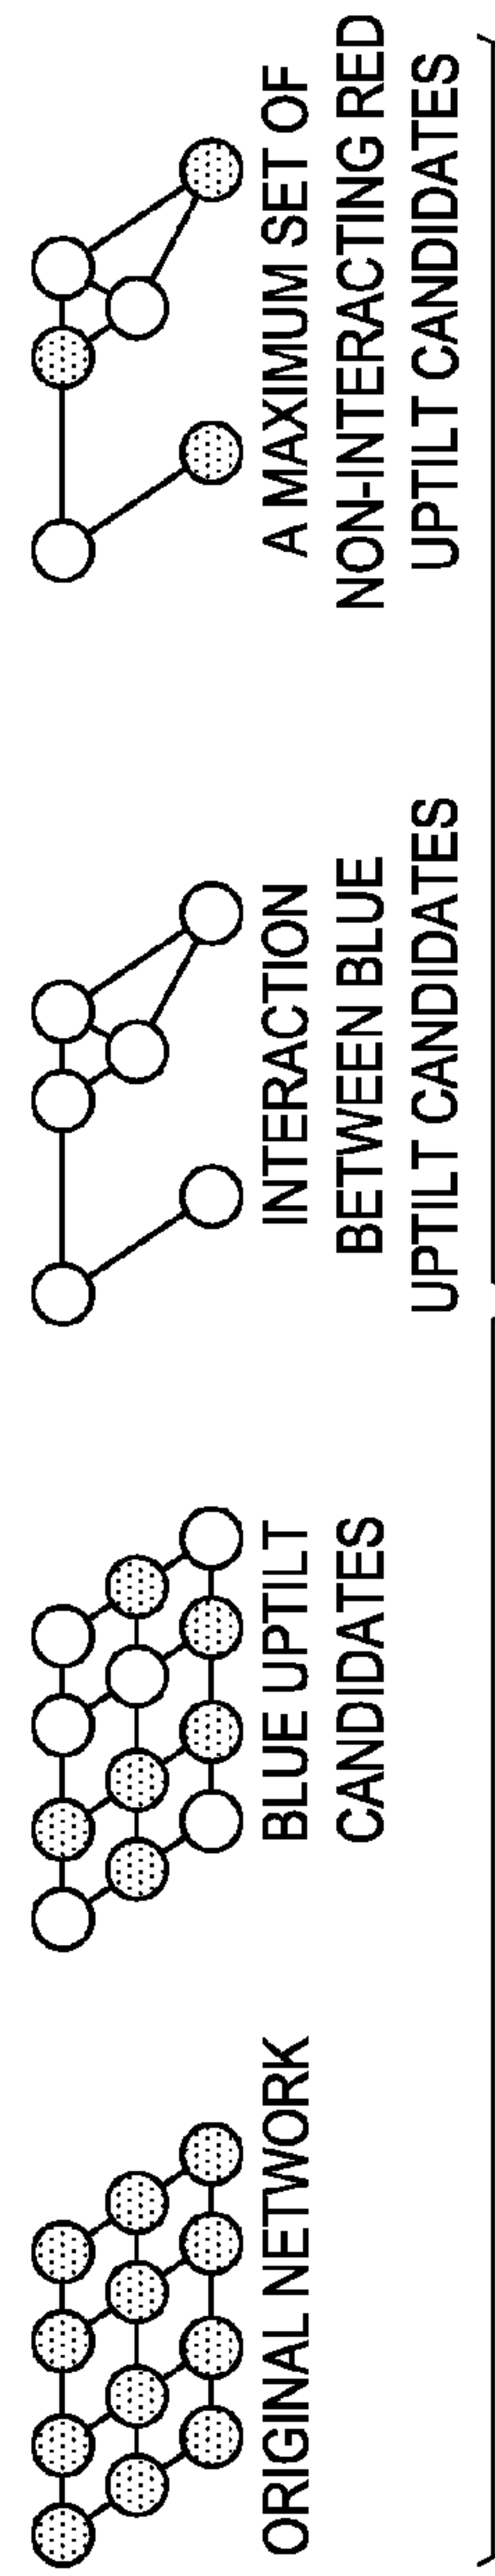 ORIGINAL NETWORK
BLUE UPTILT
CANDIDATES
INTERACTION
BETWEEN BLUE
UPTILT CANDIDATES
A MAXIMUM SET OF
NON-INTERACTING RED
UPTILT CANDIDATES